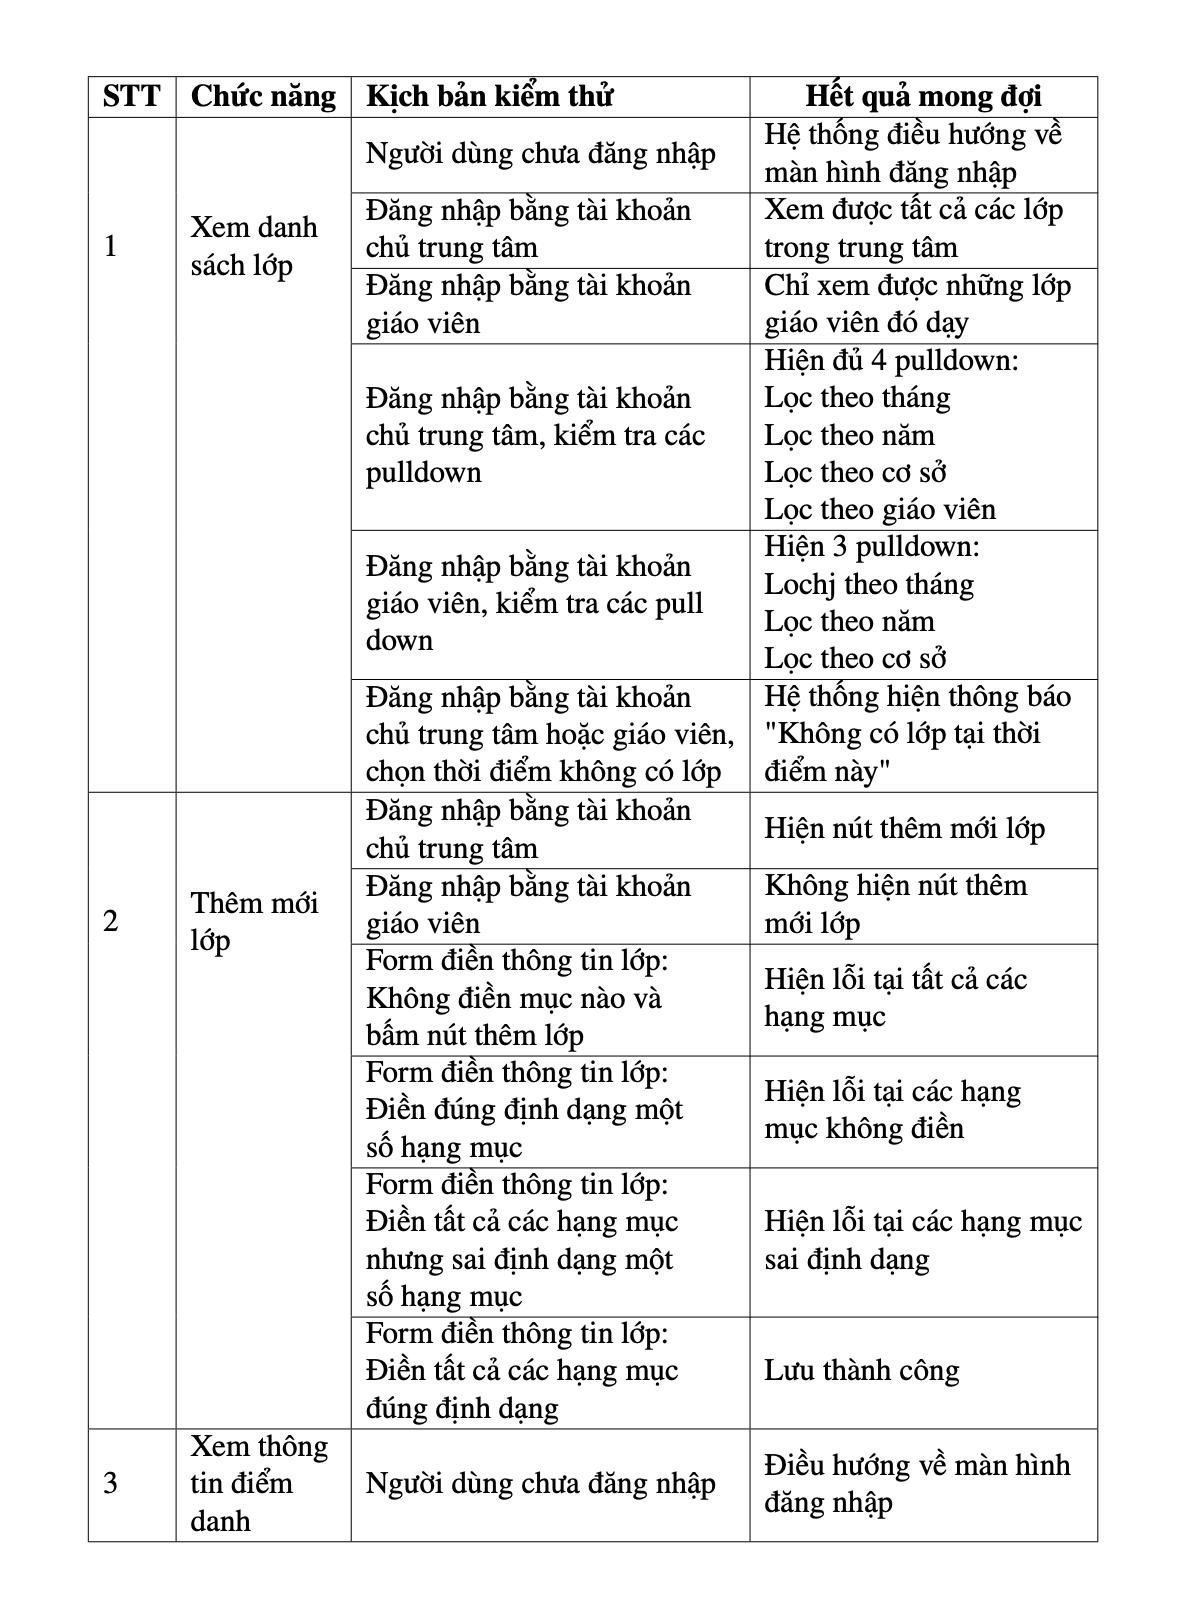 STT Chức năng Kịch bản kiểm thử Hết quả mong đợi
1
Xem danh
sách lớp
Người dùng chưa đăng nhập
Hệ thống điều hướng về
màn hình đăng nhập
Đăng nhập bằng tài khoản
chủ trung tâm
Xem được tất cả các lớp
trong trung tâm
Đăng nhập bằng tài khoản
giáo viên
Chỉ xem được những lớp
giáo viên đó dạy
Đăng nhập bằng tài khoản
chủ trung tâm, kiểm tra các
pulldown
Hiện đủ 4 pulldown:
Lọc theo tháng
Lọc theo năm
Lọc theo cơ sở
Lọc theo giáo viên
Đăng nhập bằng tài khoản
giáo viên, kiểm tra các pull
down
Hiện 3 pulldown:
Lochj theo tháng
Lọc theo năm
Lọc theo cơ sở
Đăng nhập bằng tài khoản
chủ trung tâm hoặc giáo viên,
chọn thời điểm không có lớp
Hệ thống hiện thông báo
"Không có lớp tại thời
điểm này"
2
Thêm mới
lớp
Đăng nhập bằng tài khoản
chủ trung tâm
Hiện nút thêm mới lớp
Đăng nhập bằng tài khoản
giáo viên
Không hiện nút thêm
mới lớp
Form điền thông tin lớp:
Không điền mục nào và
bấm nút thêm lớp
Hiện lỗi tại tất cả các
hạng mục
Form điền thông tin lớp:
Điền đúng định dạng một
số hạng mục
Hiện lỗi tại các hạng
mục không điền
Form điền thông tin lớp:
Điền tất cả các hạng mục
nhưng sai định dạng một
số hạng mục
Hiện lỗi tại các hạng mục
sai định dạng
Form điền thông tin lớp:
Điền tất cả các hạng mục
đúng định dạng
Lưu thành công
3
Xem thông
tin điểm
danh
Người dùng chưa đăng nhập
Điều hướng về màn hình
đăng nhập